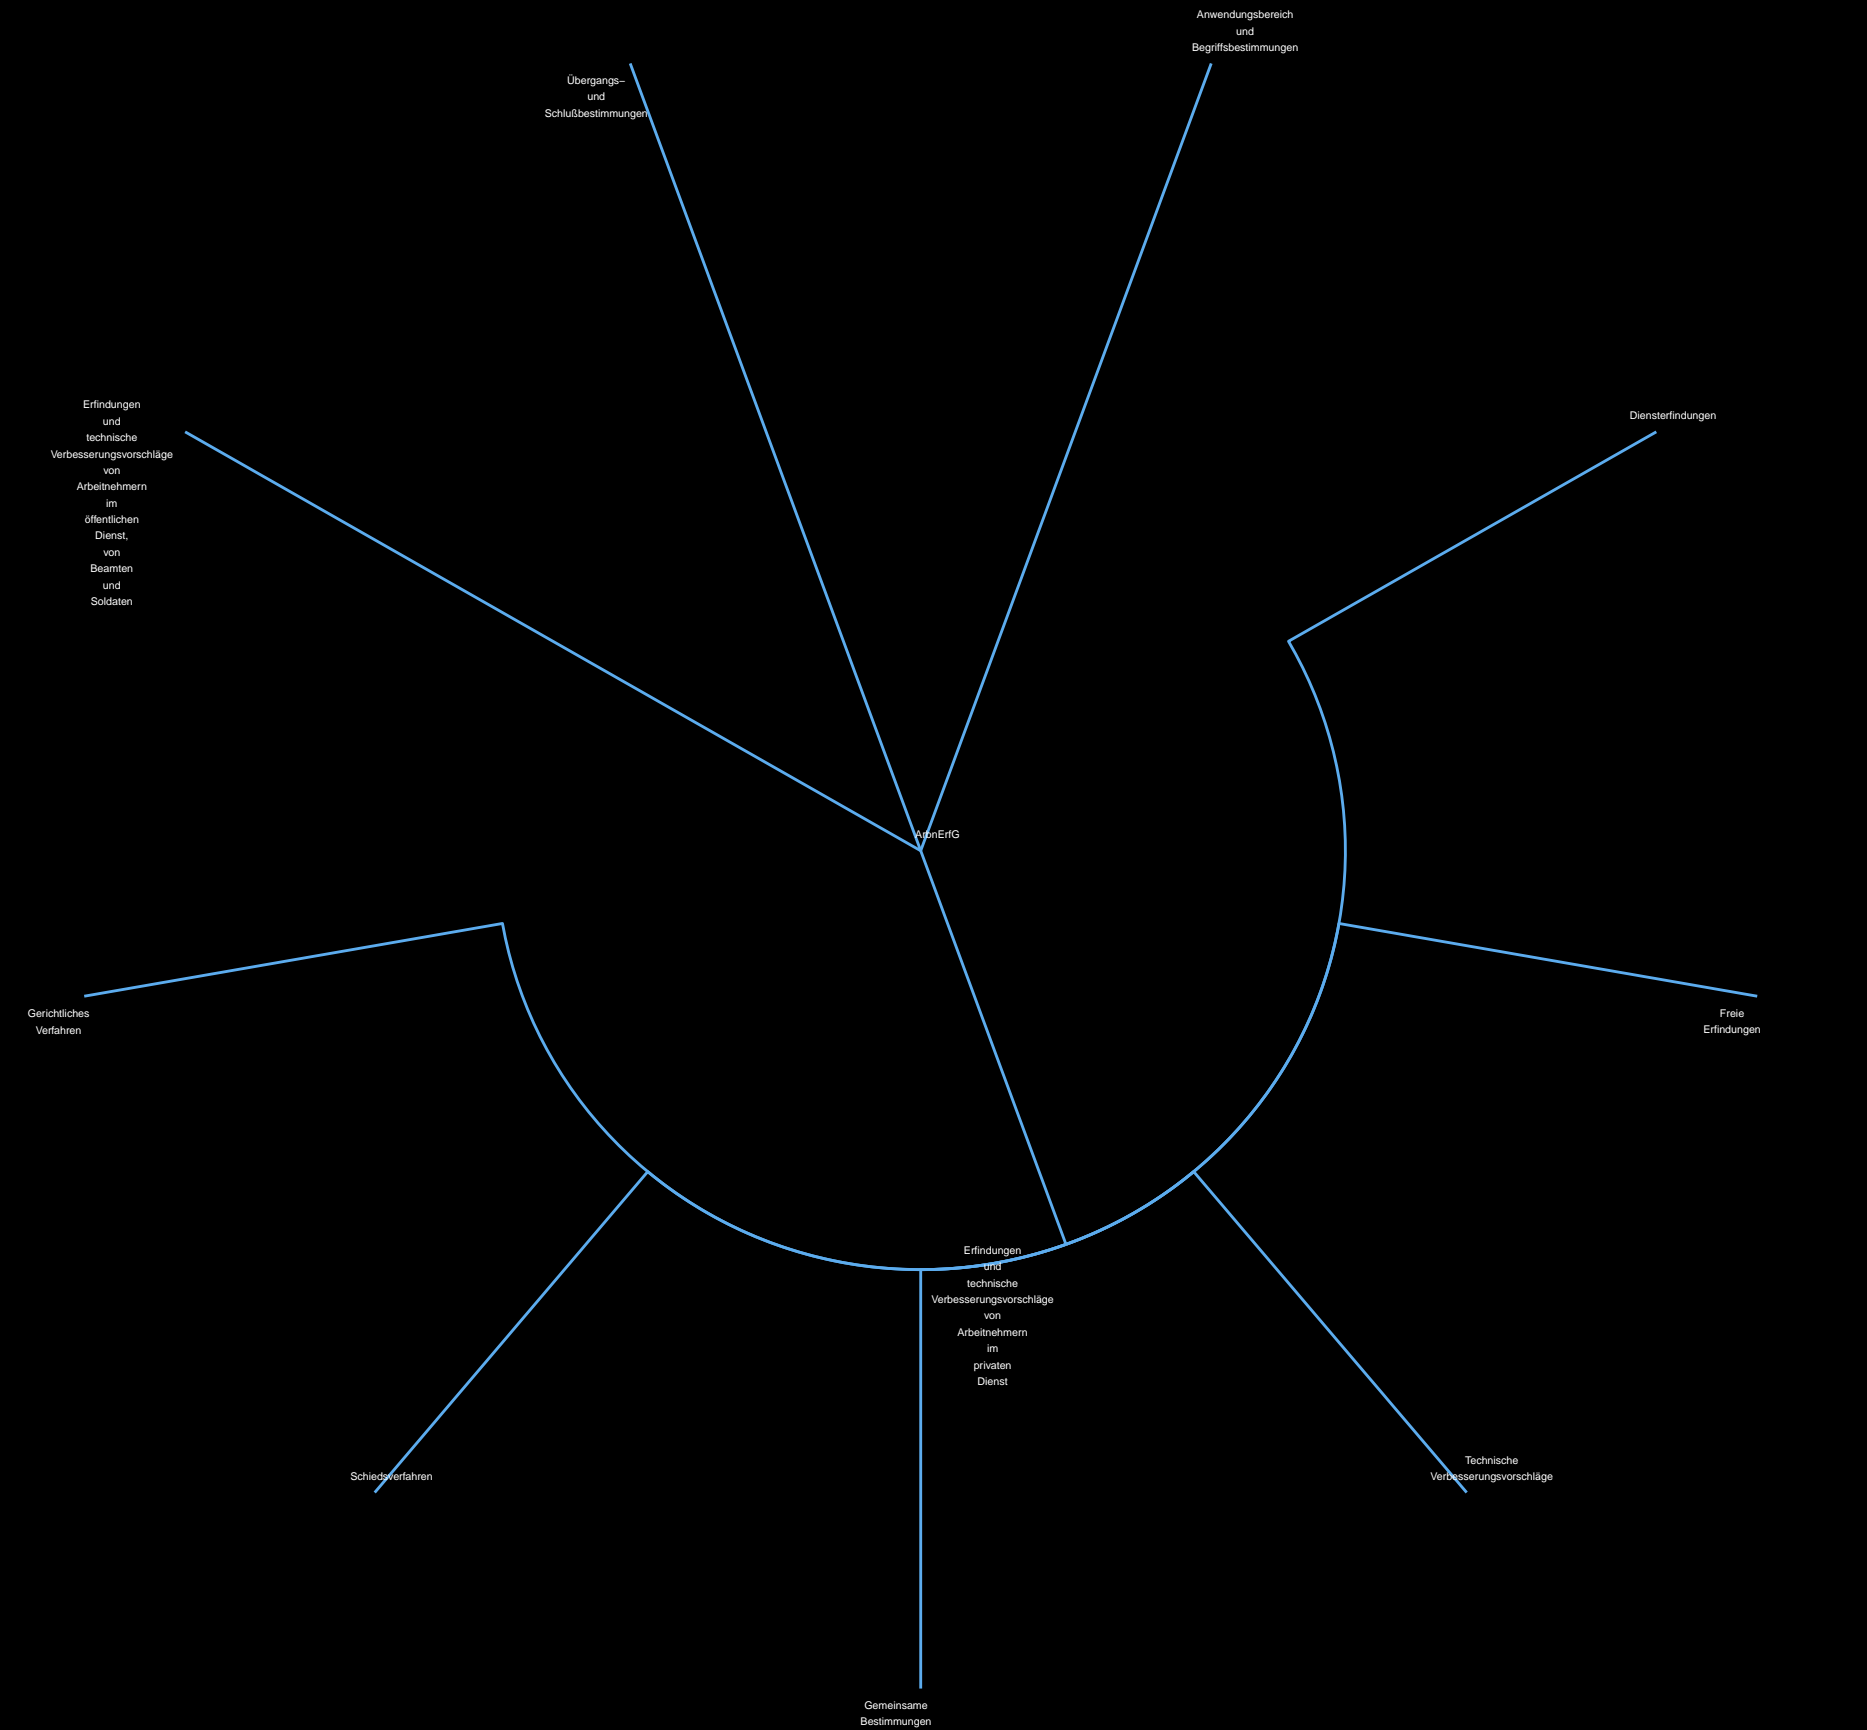 Anwendungsbereich
und
Begriffsbestimmungen
Übergangs–
und
Schlußbestimmungen
Erfindungen
und
technische
Verbesserungsvorschläge
von
Arbeitnehmern
im
öffentlichen
Dienst,
von
Beamten
und
Soldaten
Diensterfindungen
ArbnErfG
Gerichtliches
Verfahren
Freie
Erfindungen
Erfindungen
und
technische
Verbesserungsvorschläge
von
Arbeitnehmern
im
privaten
Dienst
Schiedsverfahren
Technische
Verbesserungsvorschläge
Gemeinsame
Bestimmungen